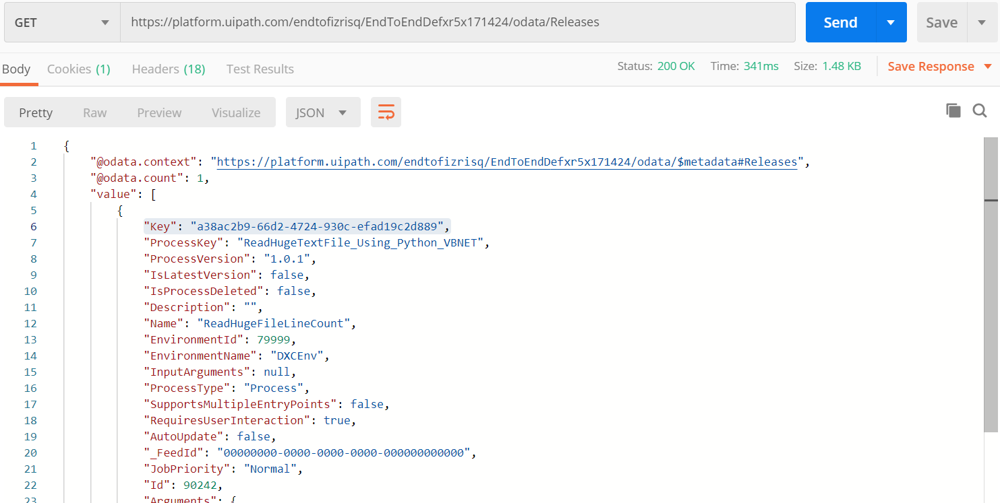 GET https://platform.uipath.com/endtofizrisq/EndToEndDefxr5x171424/odata/Releases Send Save
Body Cookies (1) Headers (18) Test Results Status: 200 OK Time: 341ms Size: 1.48 KB Save Response
Pretty Raw Preview Visualize JSON
1 {
2 "@odata.context": "https://platform.uipath.com/endtofizrisq/EndToEndDefxr5x171424/odata/$metadata#Releases",
3 "@odata.count": 1,
4 "value": [
5 {
6 "Key": "a38ac2b9-66d2-4724-930c-efad19c2d889",
7 "ProcessKey": "ReadHugeTextFile_Using_Python_VBNET",
8 "ProcessVersion": "1.0.1",
9 "IsLatestVersion": false,
10 "IsProcessDeleted": false,
11 "Description": "",
12 "Name": "ReadHugeFileLineCount",
13 "EnvironmentId": 79999,
14 "EnvironmentName": "DXCEnv",
15 "InputArguments": null,
16 "ProcessType": "Process",
17 "SupportsMultipleEntryPoints": false,
18 "RequiresUserInteraction": true,
19 "AutoUpdate": false,
20 "_FeedId": "00000000-0000-0000-0000-000000000000",
21 "JobPriority": "Normal",
22 "Id": 90242,
23 "Arguments": {